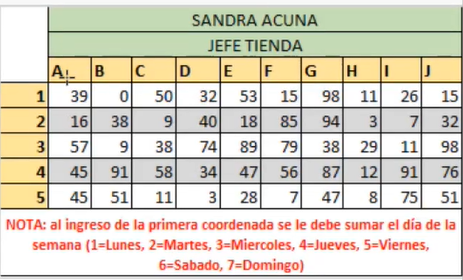 SANDRA ACUNA
JEFE TIENDA
A B C D E F G H I J
1 39 0 50 32 53 15 98 11 26 15
2 16 38 9 40 18 85 94 3 7 32
3 57 9 38 74 89 79 38 29 11 98
4 45 91 58 34 47 56 87 12 91 76
5 45 51 11 3 28 7 47 8 75 51
NOTA: al ingreso de la primera coordenada se le debe sumar el día de la
semana (1=Lunes, 2=Martes, 3=Miercoles, 4=Jueves, 5=Viernes,
6=Sabado, 7=Domingo)